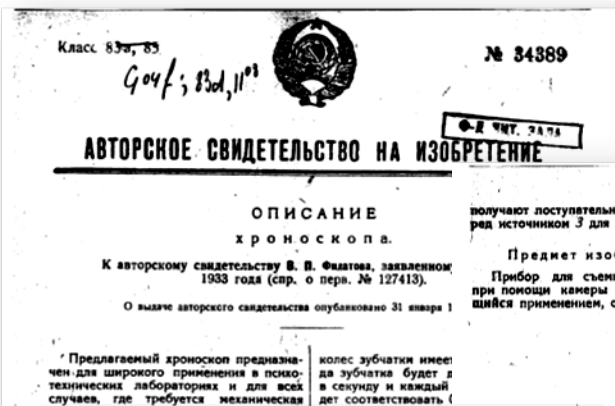 Класс 83а, 83
№ 34389
G04f; 83d, 11⁰³
Ф-Д ЧИТ. ЗАЛА
АВТОРСКОЕ СВИДЕТЕЛЬСТВО НА ИЗОБРЕТЕНИЕ
ОПИСАНИЕ
хроноскопа.
К авторскому свидетельству В. П. Филатова, заявленном
1933 года (спр. о перв. № 127413).
О выдаче авторского свидетельства опубликовано 31 января 1
Предлагаемый хроноскоп предназна-
чен для широкого применения в психо-
технических лабораториях и для всех
случаев, где требуется механическая
колес зубчатки имеет
да зубчатка будет
в секунду и каждый
дет соответствовать
получают поступательн
ред источником 3 для
Предмет изо
Прибор для съем
при помощи камеры
щийся применением, с